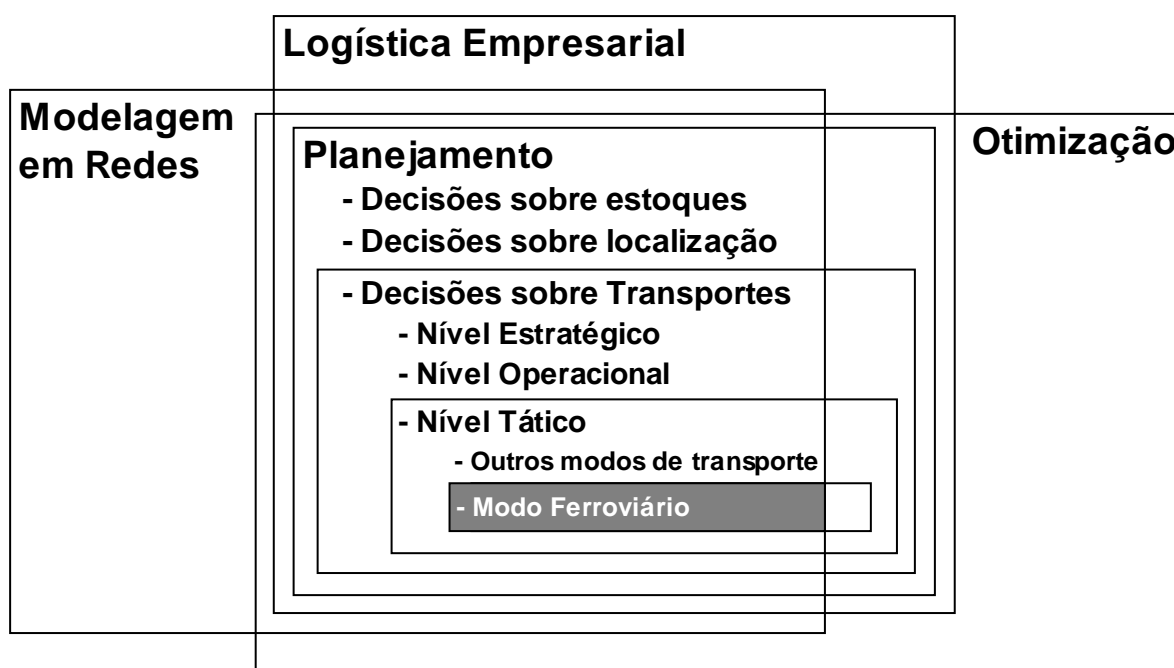 Logística Empresarial
Modelagem
em Redes
Otimização
Planejamento
- Decisões sobre estoques
- Decisões sobre localização
- Decisões sobre Transportes
- Nível Estratégico
- Nível Operacional
- Nível Tático
- Outros modos de transporte
- Modo Ferroviário